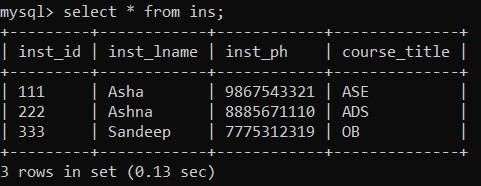 mysql> select * from ins;
+---------+------------+------------+--------------+
| inst_id | inst_lname | inst_ph    | course_title |
+---------+------------+------------+--------------+
| 111     | Asha       | 9867543321 | ASE          |
| 222     | Ashna      | 8885671110 | ADS          |
| 333     | Sandeep    | 7775312319 | OB           |
+---------+------------+------------+--------------+
3 rows in set (0.13 sec)